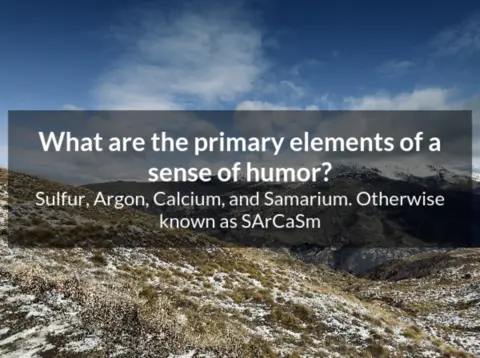 What are the primary elements of a
sense of humor?
Sulfur, Argon, Calcium, and Samarium. Otherwise
known as SArCaSm